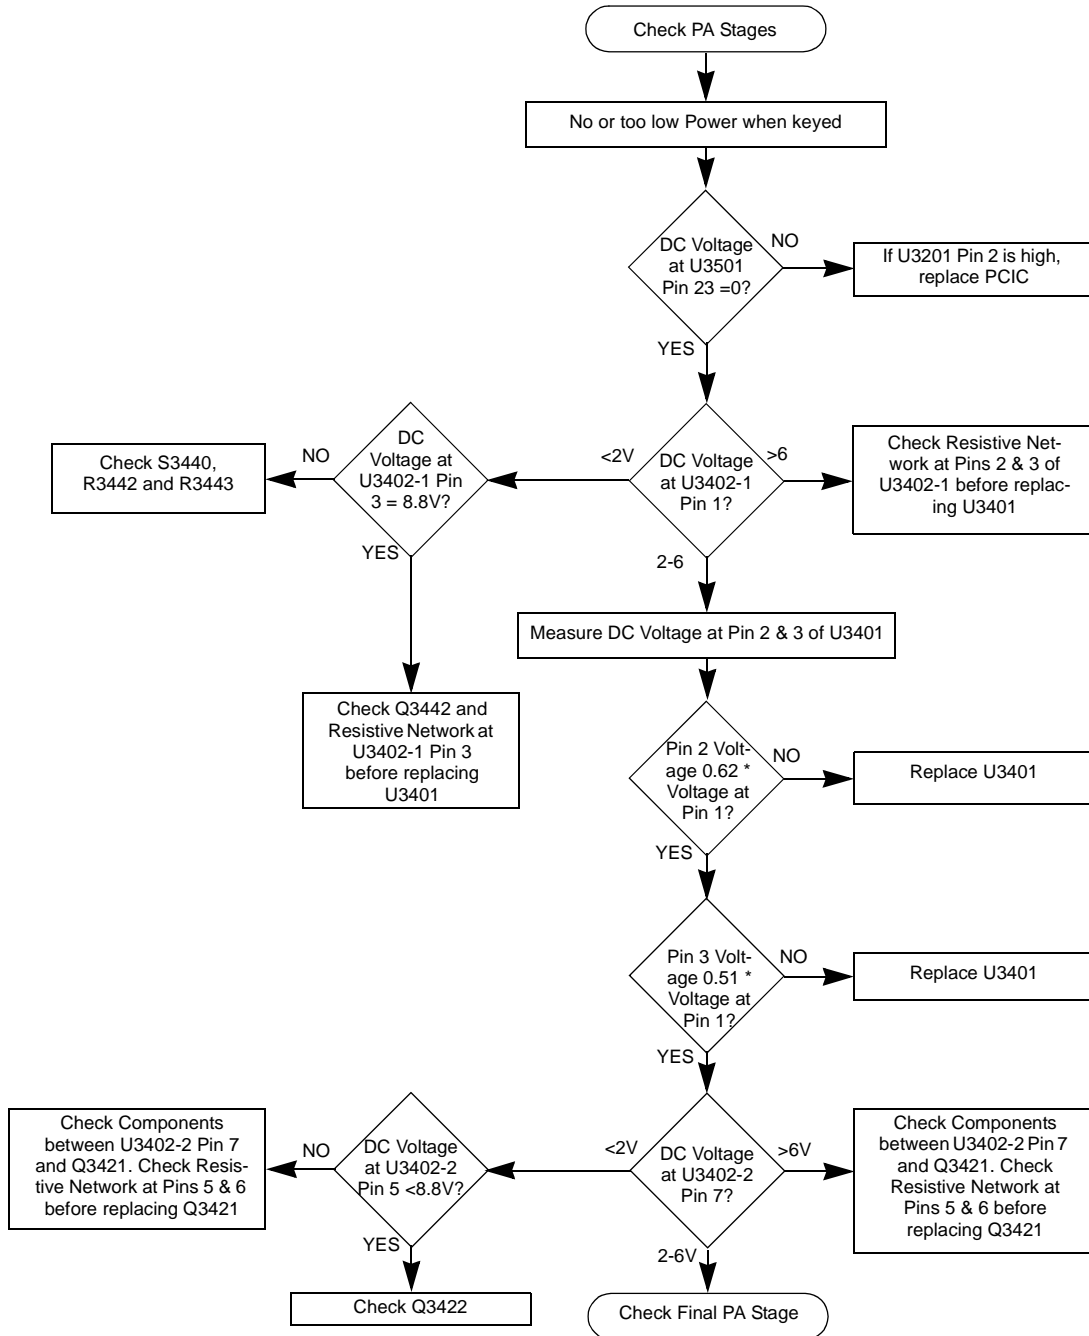 Check PA Stages
No or too low Power when keyed
DC Voltage
at U3501
Pin 23 =0?
NO
If U3201 Pin 2 is high,
replace PCIC
YES
DC Voltage
at U3402-1
Pin 1?
<2V
>6
2-6
Check Resistive Net-
work at Pins 2 & 3 of
U3402-1 before replac-
ing U3401
DC
Voltage at
U3402-1 Pin
3 = 8.8V?
NO
Check S3440,
R3442 and R3443
YES
Check Q3442 and
Resistive Network at
U3402-1 Pin 3
before replacing
U3401
Measure DC Voltage at Pin 2 & 3 of U3401
Pin 2 Volt-
age 0.62 *
Voltage at
Pin 1?
NO
Replace U3401
YES
Pin 3 Volt-
age 0.51 *
Voltage at
Pin 1?
NO
Replace U3401
YES
DC Voltage
at U3402-2
Pin 7?
<2V
>6V
2-6V
Check Components
between U3402-2 Pin 7
and Q3421. Check
Resistive Network at
Pins 5 & 6 before
replacing Q3421
DC Voltage
at U3402-2
Pin 5 <8.8V?
NO
Check Components
between U3402-2 Pin 7
and Q3421. Check Resis-
tive Network at Pins 5 & 6
before replacing Q3421
YES
Check Q3422
Check Final PA Stage